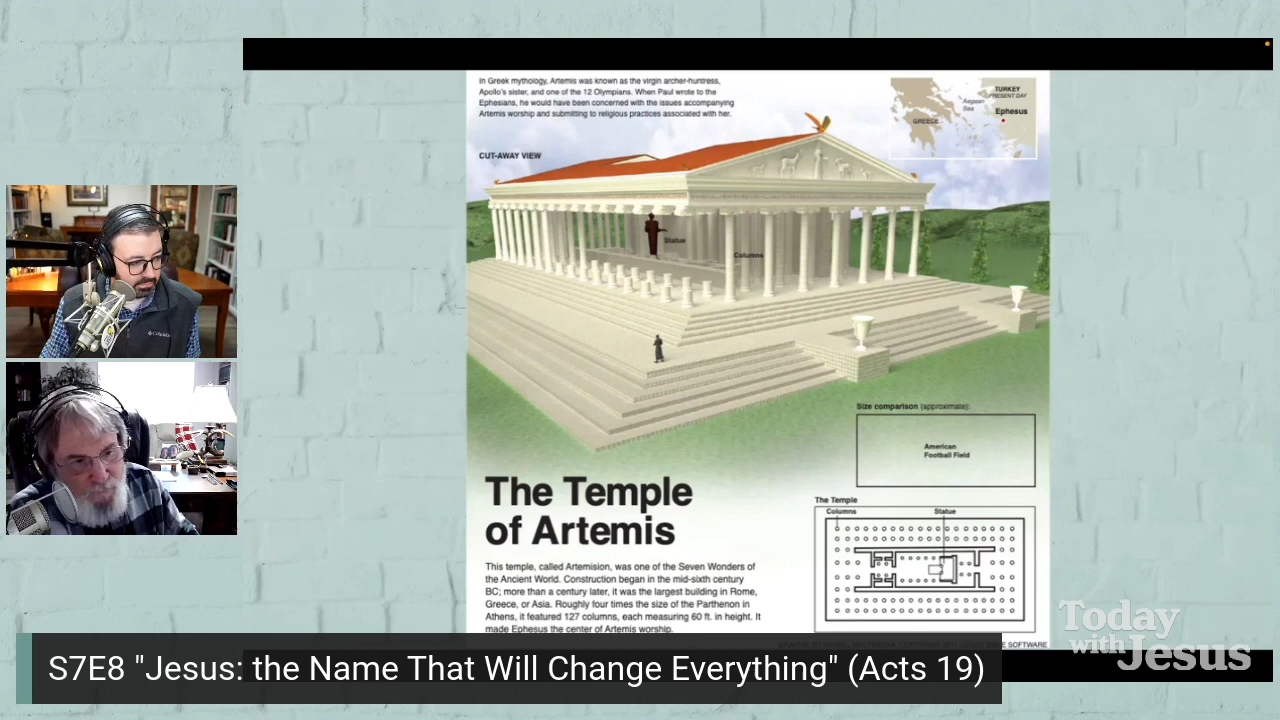 In Greek mythology, Artemis was known as the virgin archer-huntress,
Apollo's sister, and one of the 12 Olympians. When Paul wrote to the
Ephesians, he would have been concerned with the issues accompanying
Artemis worship and submitting to religious practices associated with her.
CUT-AWAY VIEW
TURKEY
PRESENT DAY
Aegean
Sea
Ephesus
GREECE
Statue
Columns
Columbia
Size comparison (approximate):
American
Football Field
The Temple
of Artemis
The Temple
Columns
Statue
This temple, called Artemision, was one of the Seven Wonders of
the Ancient World. Construction began in the mid-sixth century
BC; more than a century later, it was the largest building in Rome,
Greece, or Asia. Roughly four times the size of the Parthenon in
Athens, it featured 127 columns, each measuring 60 ft. in height. It
made Ephesus the center of Artemis worship.
SOFTWARE
Today
with Jesus
S7E8 "Jesus: the Name That Will Change Everything" (Acts 19)